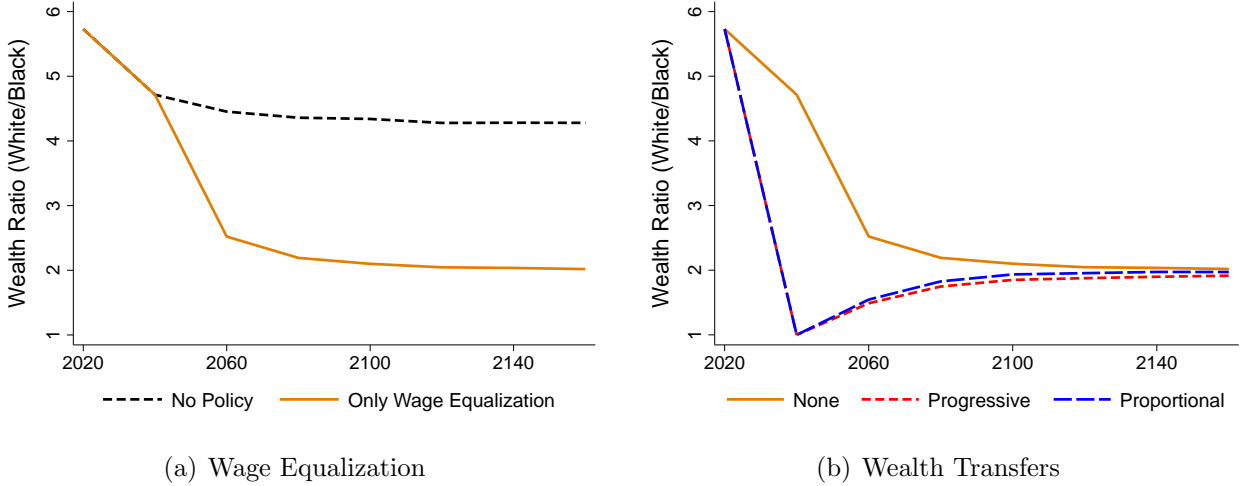 Wealth Ratio (White/Black)
6
5
4
3
2
1
2020 2060 2100 2140
No Policy Only Wage Equalization
(a) Wage Equalization
Wealth Ratio (White/Black)
6
5
4
3
2
1
2020 2060 2100 2140
None Progressive Proportional
(b) Wealth Transfers